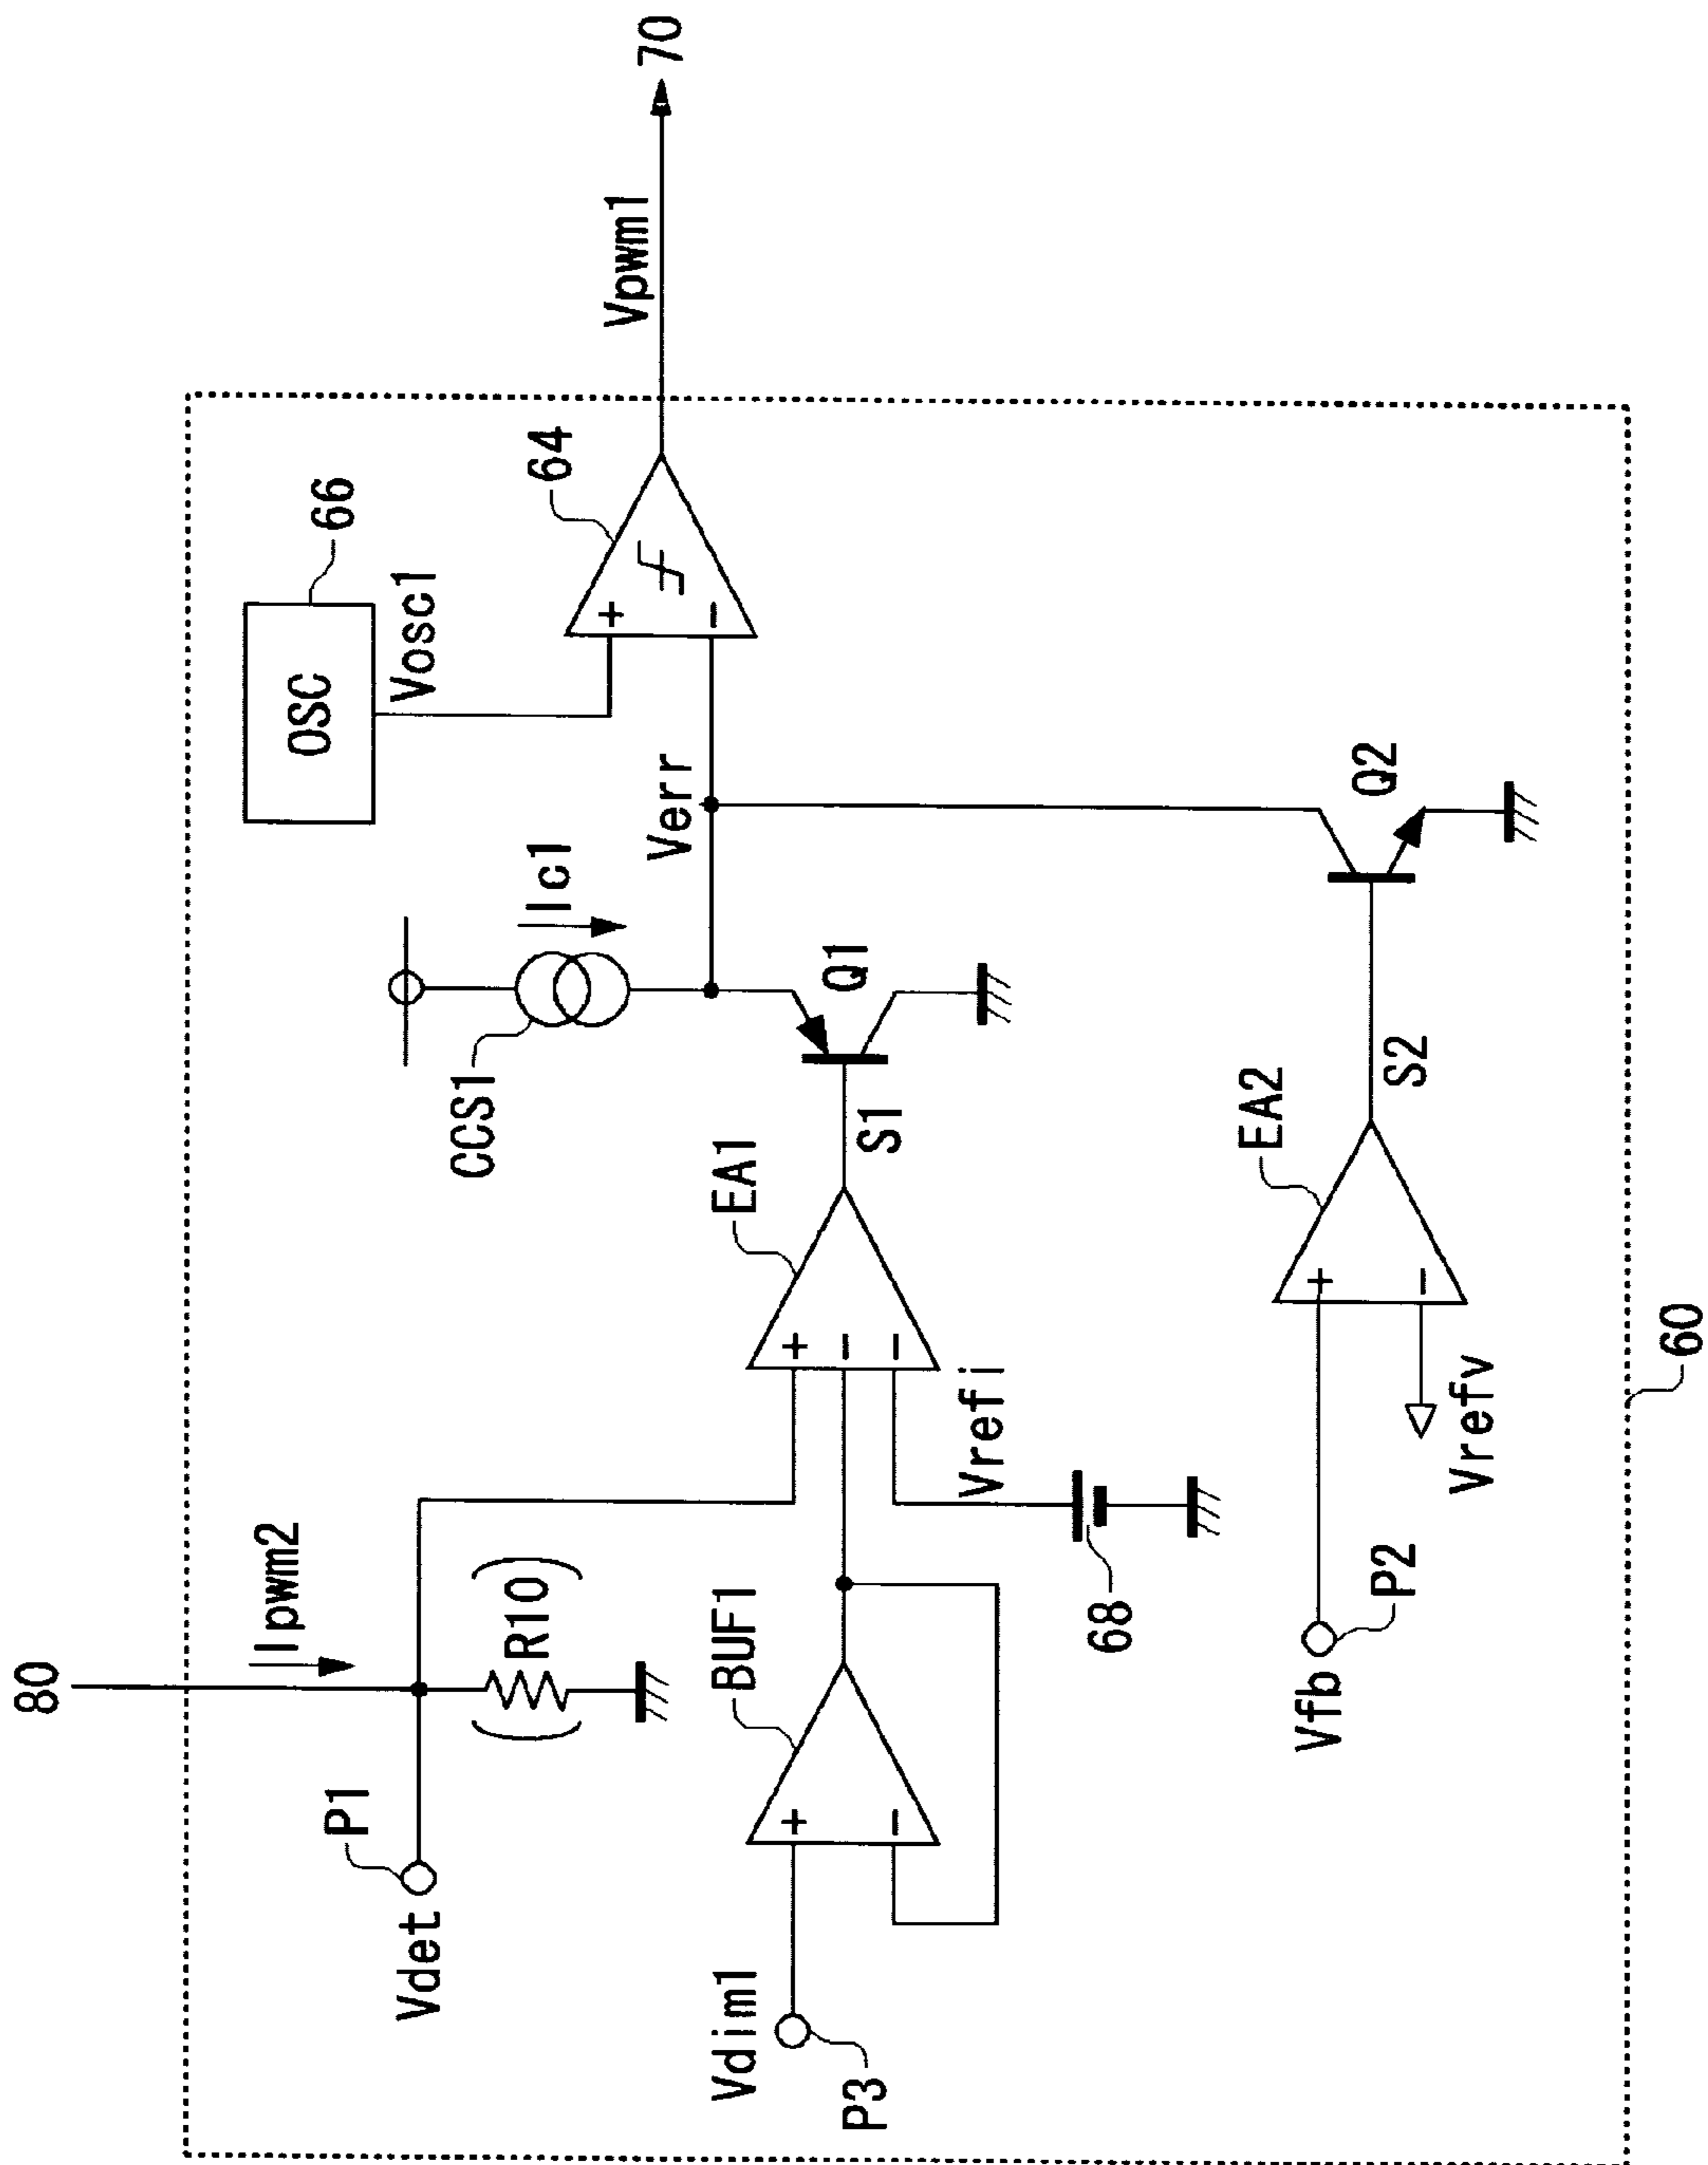 80
Ipwm2
Vdet
P1
(R10)
OSC
66
Vosc1
64
+
−
Vpwm1
70
CCS1
Ic1
Verr
Vdim1
P3
BUF1
+
−
EA1
+
−
−
S1
Q1
Vrefi
68
Vfb
P2
EA2
+
−
Vrefv
S2
Q2
60